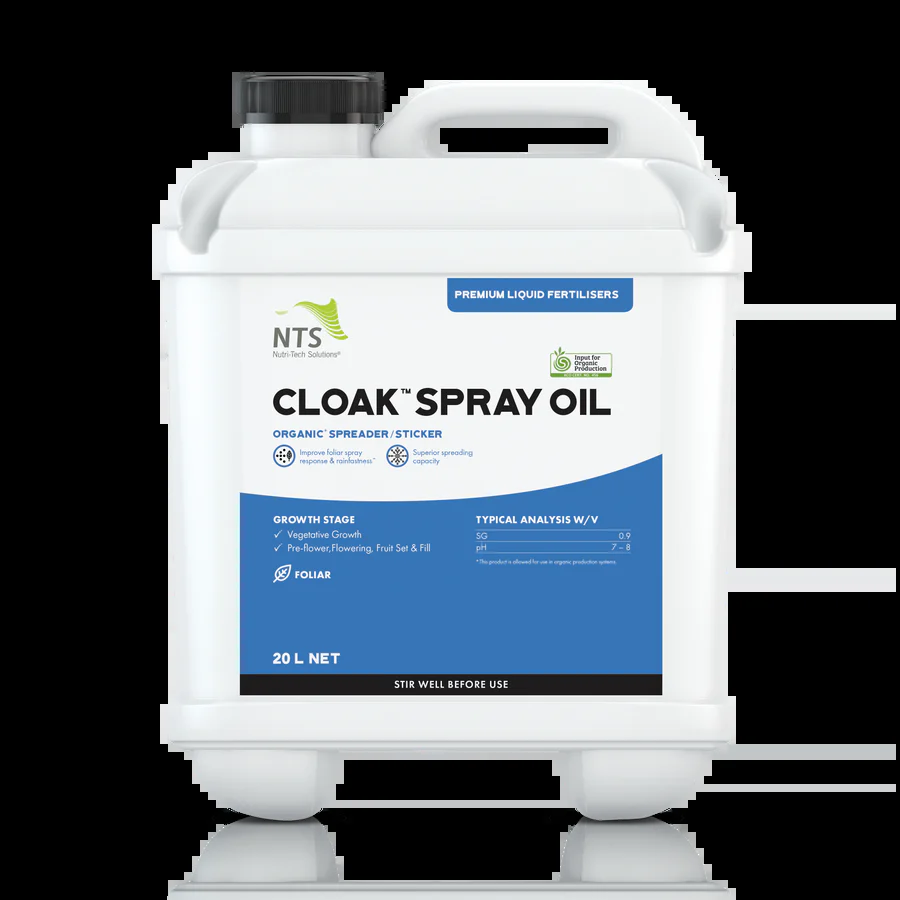 PREMIUM LIQUID FERTILISERS
NTS
Nutri-Tech Solutions®
Input for
Organic
Production
CLOAK™ SPRAY OIL
ORGANIC* SPREADER/STICKER
Improve foliar spray
response & rainfastness™
Superior spreading
capacity
GROWTH STAGE
✓ Vegetative Growth
✓ Pre-flower,Flowering, Fruit Set & Fill
FOLIAR
TYPICAL ANALYSIS W/V
SG 0.9
pH 7 – 8
*This product is allowed for use in organic production systems.
20 L NET
STIR WELL BEFORE USE